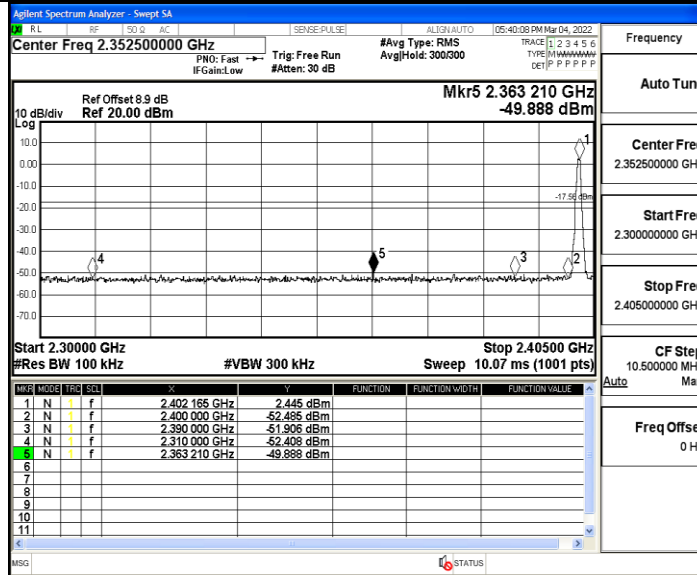 Agilent Spectrum Analyzer - Swept SA
RL RF 50 Ω AC SENSE:PULSE ALIGNAUTO 05:40:08 PM Mar 04, 2022
Center Freq 2.352500000 GHz
PNO: Fast
IFGain:Low
Trig: Free Run
#Atten: 30 dB
#Avg Type: RMS
Avg|Hold: 300/300
TRACE 1 2 3 4 5 6
TYPE M
DET P P P P P P
Ref Offset 8.9 dB
10 dB/div Ref 20.00 dBm
Log
Mkr5 2.363 210 GHz
-49.888 dBm
10.0
0.00
-10.0
-20.0
-30.0
-40.0
-50.0
-60.0
-70.0
1
-17.56 dBm
4
5
3
2
Start 2.30000 GHz Stop 2.40500 GHz
#Res BW 100 kHz #VBW 300 kHz Sweep 10.07 ms (1001 pts)
MKR MODE TRC SCL X Y FUNCTION FUNCTION WIDTH FUNCTION VALUE
1 N 1 f 2.402 165 GHz 2.445 dBm
2 N 1 f 2.400 000 GHz -52.485 dBm
3 N 1 f 2.390 000 GHz -51.906 dBm
4 N 1 f 2.310 000 GHz -52.408 dBm
5 N 1 f 2.363 210 GHz -49.888 dBm
6
7
8
9
10
11
MSG STATUS
Frequency
Auto Tun
Center Fre
2.352500000 GH
Start Fre
2.300000000 GH
Stop Fre
2.405000000 GH
CF Ste
10.500000 MH
Auto Ma
Freq Offse
0 H